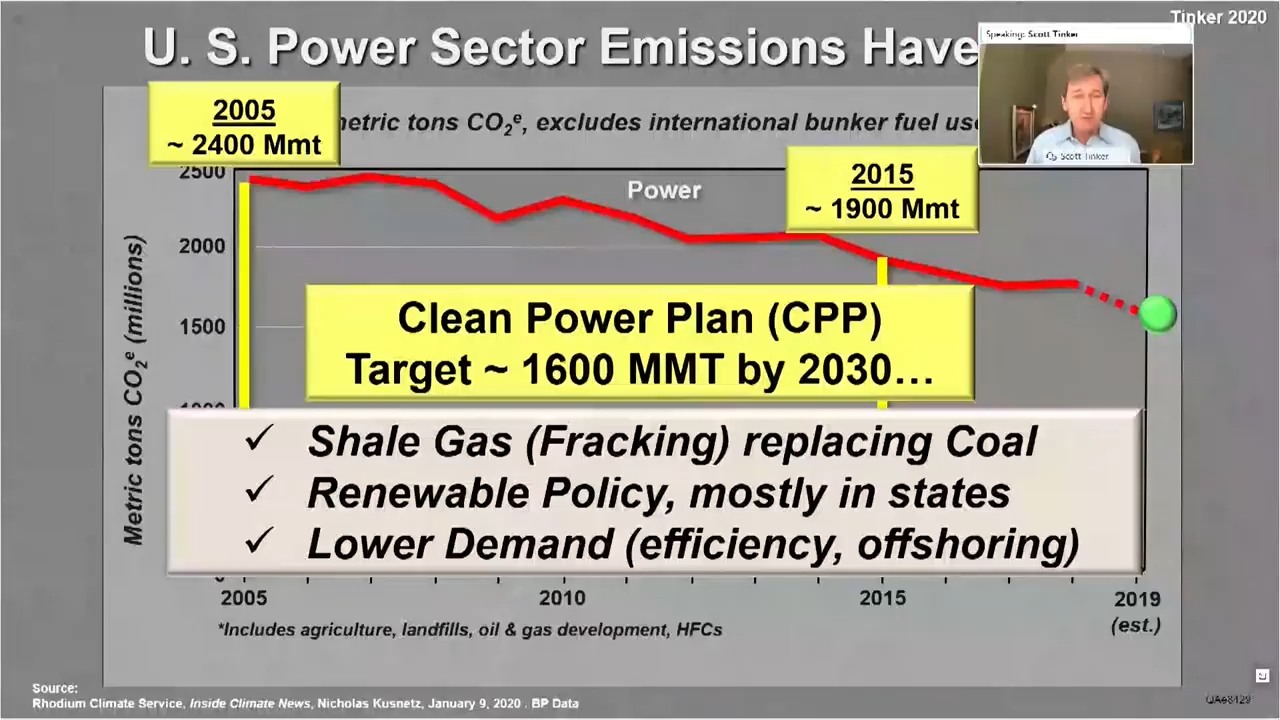 Tinker 2020
U. S. Power Sector Emissions Have
Speaking: Scott Tinker
Scott Tinker
2005
~ 2400 Mmt
metric tons CO2e, excludes international bunker fuel use
2015
~ 1900 Mmt
Power
2500
2000
1500
1000
0
Metric tons CO2e (millions)
Clean Power Plan (CPP)
Target ~ 1600 MMT by 2030...
✓ Shale Gas (Fracking) replacing Coal
✓ Renewable Policy, mostly in states
✓ Lower Demand (efficiency, offshoring)
2005 2010 2015 2019
(est.)
*Includes agriculture, landfills, oil & gas development, HFCs
Source:
Rhodium Climate Service, Inside Climate News, Nicholas Kusnetz, January 9, 2020 . BP Data